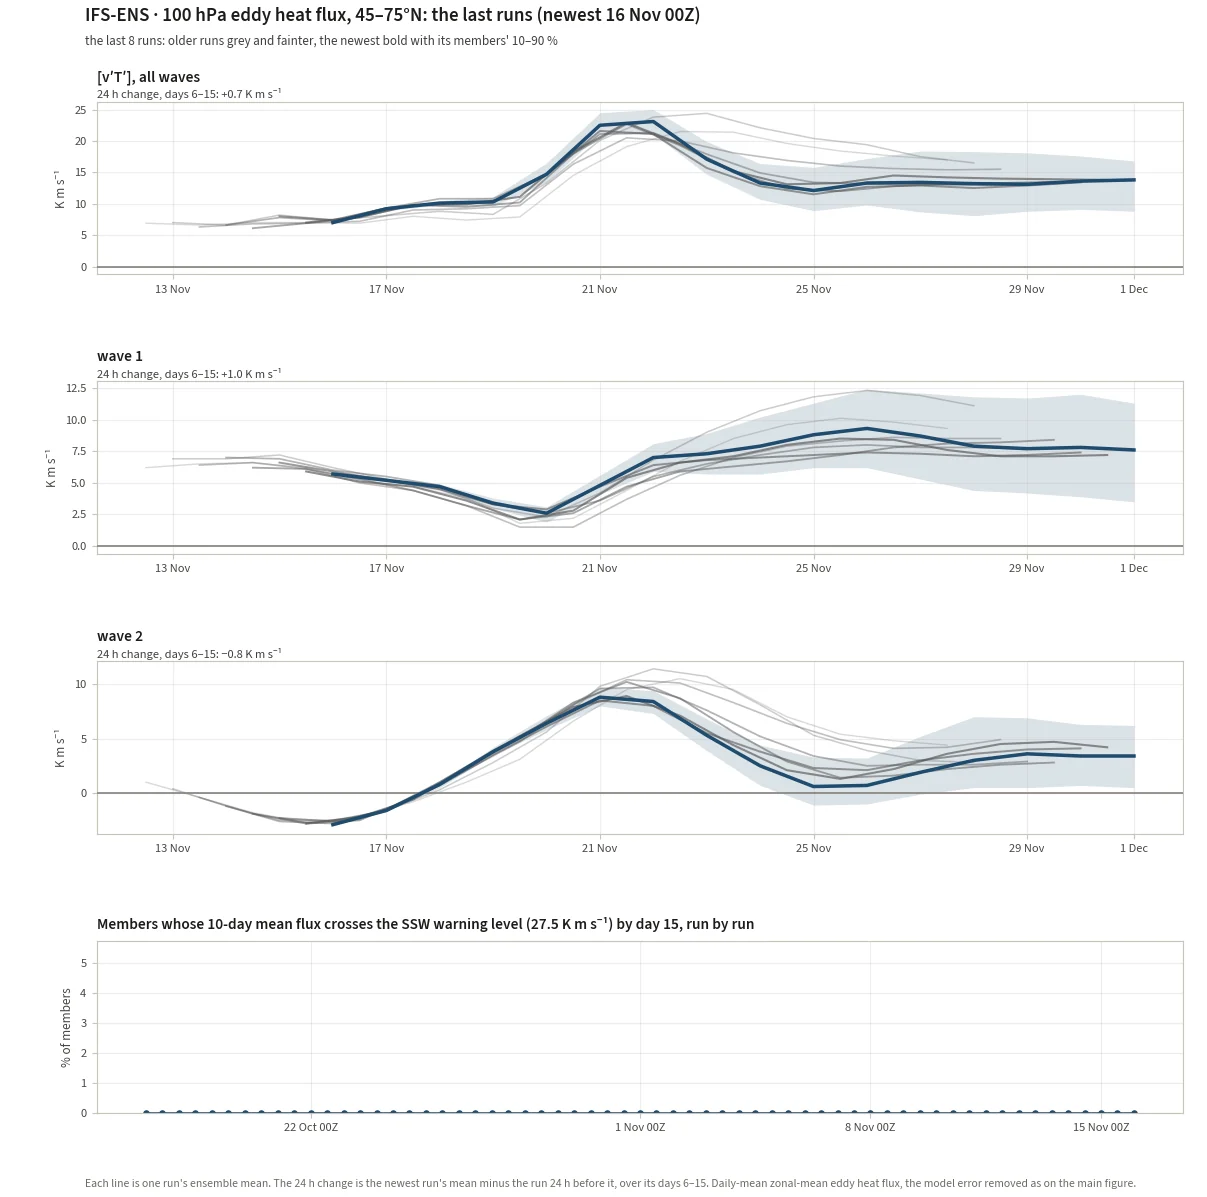 IFS-ENS · 100 hPa eddy heat flux, 45–75°N: the last runs (newest 16 Nov 00Z)
the last 8 runs: older runs grey and fainter, the newest bold with its members' 10–90 %
[v′T′], all waves
24 h change, days 6–15: +0.7 K m s⁻¹
25
20
15
10
5
0
K m s⁻¹
13 Nov 17 Nov 21 Nov 25 Nov 29 Nov 1 Dec
wave 1
24 h change, days 6–15: +1.0 K m s⁻¹
12.5
10.0
7.5
5.0
2.5
0.0
K m s⁻¹
13 Nov 17 Nov 21 Nov 25 Nov 29 Nov 1 Dec
wave 2
24 h change, days 6–15: −0.8 K m s⁻¹
10
5
0
K m s⁻¹
13 Nov 17 Nov 21 Nov 25 Nov 29 Nov 1 Dec
Members whose 10-day mean flux crosses the SSW warning level (27.5 K m s⁻¹) by day 15, run by run
5
4
3
2
1
0
% of members
22 Oct 00Z 1 Nov 00Z 8 Nov 00Z 15 Nov 00Z
Each line is one run's ensemble mean. The 24 h change is the newest run's mean minus the run 24 h before it, over its days 6–15. Daily-mean zonal-mean eddy heat flux, the model error removed as on the main figure.